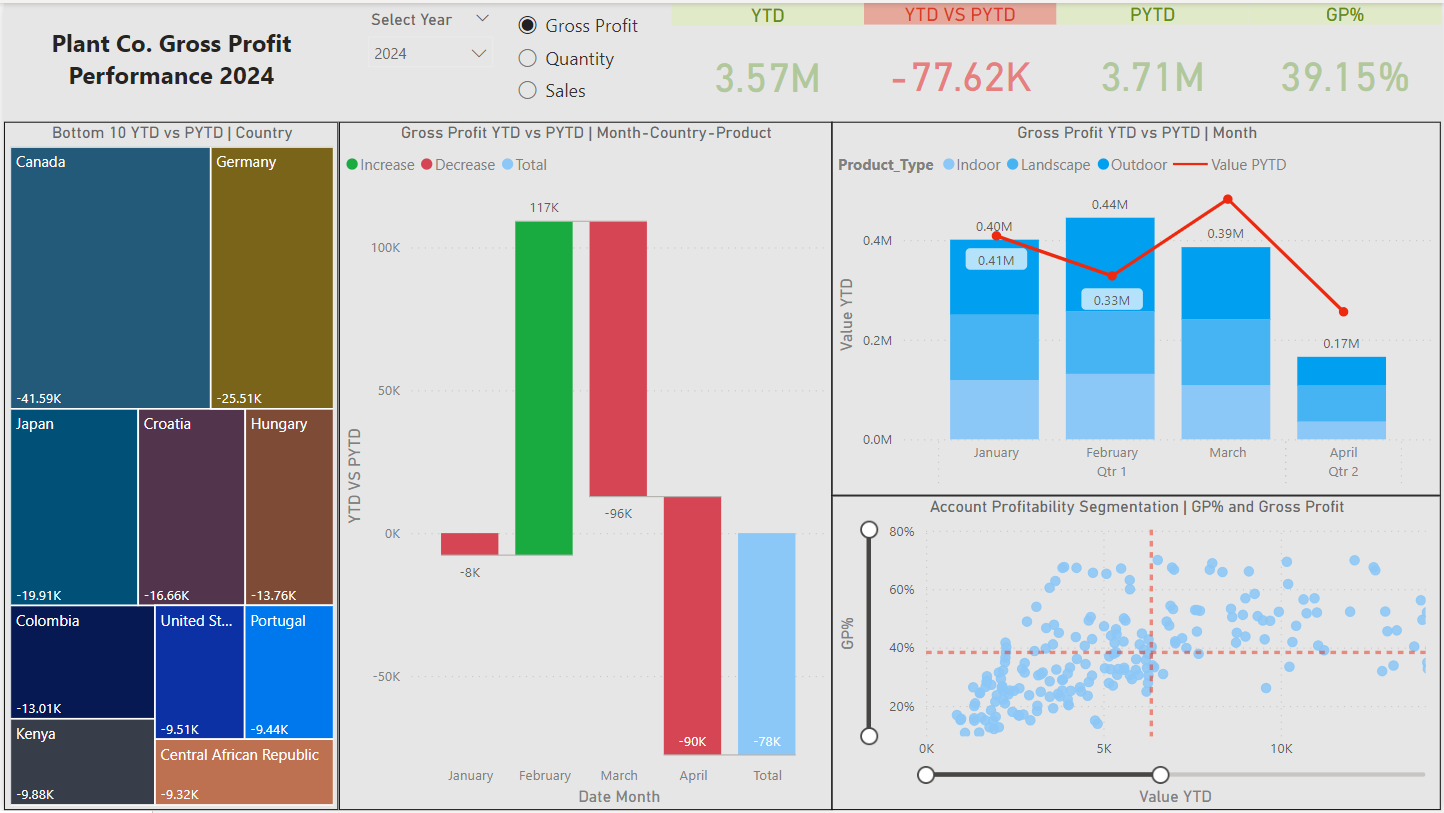 Plant Co. Gross Profit
Performance 2024
Select Year
2024
Gross Profit
Quantity
Sales
YTD
3.57M
YTD VS PYTD
-77.62K
PYTD
3.71M
GP%
39.15%
Bottom 10 YTD vs PYTD | Country
Canada
-41.59K
Germany
-25.51K
Japan
-19.91K
Croatia
-16.66K
Hungary
-13.76K
Colombia
-13.01K
United St...
-9.51K
Portugal
-9.44K
Kenya
-9.88K
Central African Republic
-9.32K
Gross Profit YTD vs PYTD | Month-Country-Product
Increase Decrease Total
YTD VS PYTD
100K
50K
0K
-50K
117K
-8K
-96K
-90K
-78K
January February March April Total
Date Month
Gross Profit YTD vs PYTD | Month
Product_Type Indoor Landscape Outdoor Value PYTD
Value YTD
0.4M
0.2M
0.0M
0.40M
0.41M
0.44M
0.33M
0.39M
0.17M
January February March April
Qtr 1 Qtr 2
Account Profitability Segmentation | GP% and Gross Profit
GP%
80%
60%
40%
20%
0K 5K 10K
Value YTD